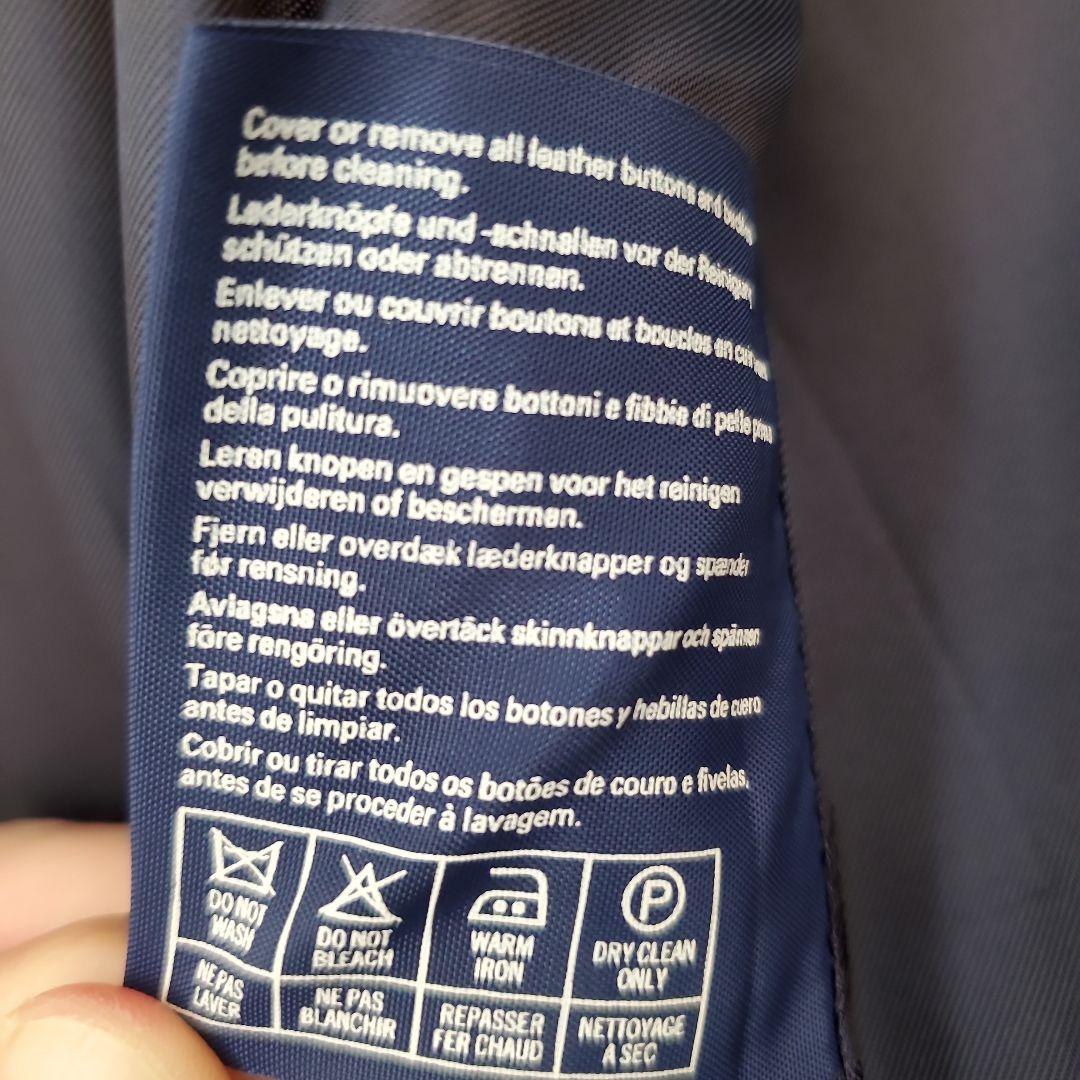 Cover or remove all leather buttons and buckles
before cleaning.
Lederknöpfe und -schnallen vor der Reinigung
schützen oder abtrennen.
Enlever ou couvrir boutons et boucles en cuir
nettoyage.
Coprire o rimuovere bottoni e fibbie di pelle prima
della pulitura.
Leren knopen en gespen voor het reinigen
verwijderen of beschermen.
Fjern eller overdæk læderknapper og spænder
før rensning.
Avlagsna eller övertäck skinnknappar och spännen
före rengöring.
Tapar o quitar todos los botones y hebillas de cuero
antes de limpiar.
Cobrir ou tirar todos os botões de couro e fivelas,
antes de se proceder à lavagem.
DO NOT
WASH
DO NOT
BLEACH
WARM
IRON
P
DRY CLEAN
ONLY
NE PAS
LAVER
NE PAS
BLANCHIR
REPASSER
FER CHAUD
NETTOYAGE
A SEC